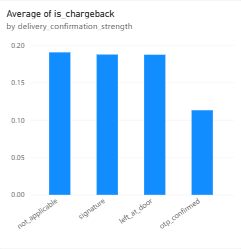 Average of is_chargeback
by delivery_confirmation_strength
0.20
0.15
0.10
0.05
0.00
not_applicable
signature
left_at_door
otp_confirmed